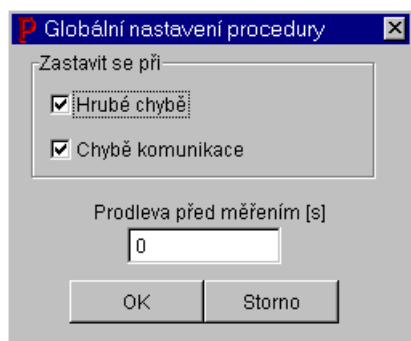 P Globální nastavení procedury
Zastavit se při
Hrubé chybě
Chybě komunikace
Prodleva před měřením [s]
0
OK Storno